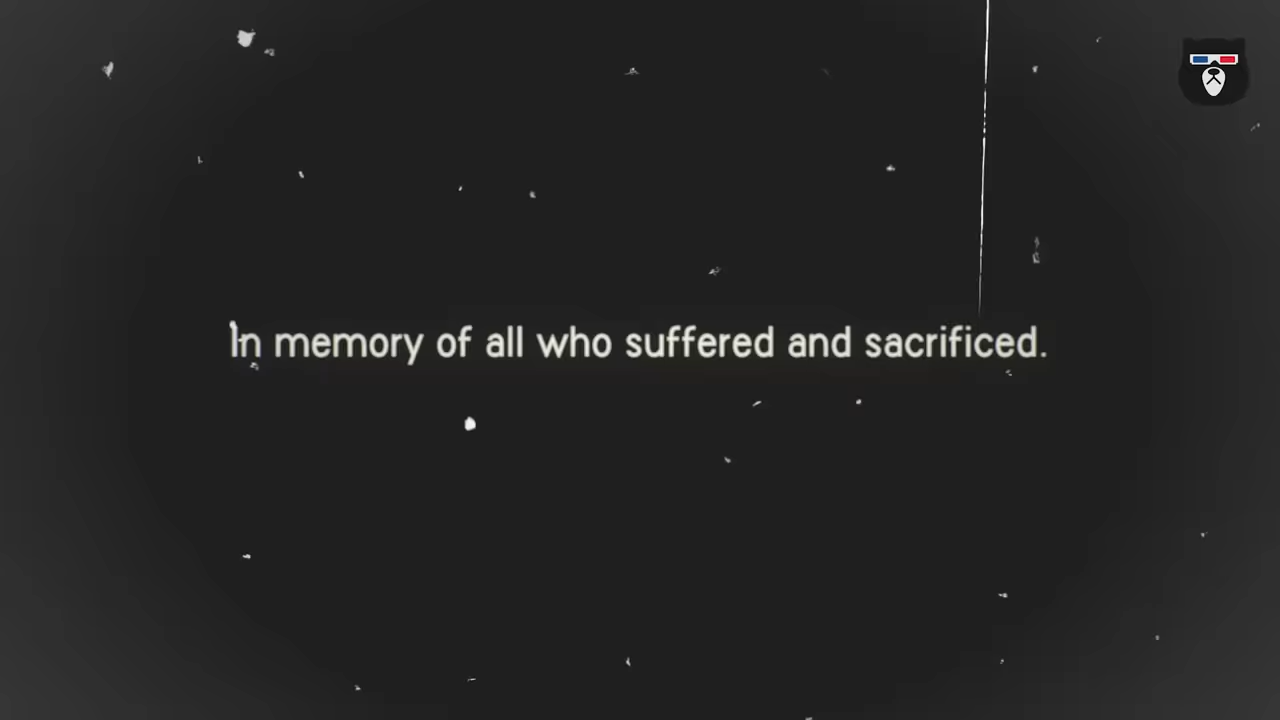 In memory of all who suffered and sacrificed.